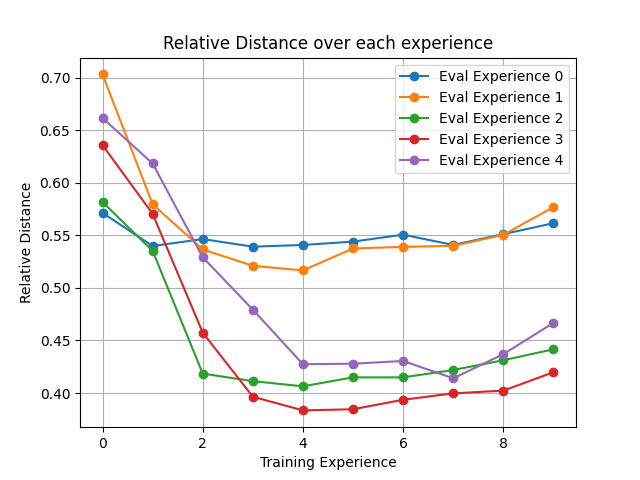 Relative Distance over each experience
Eval Experience 0
Eval Experience 1
Eval Experience 2
Eval Experience 3
Eval Experience 4
0.70
0.65
0.60
0.55
0.50
0.45
0.40
Relative Distance
0
2
4
6
8
Training Experience